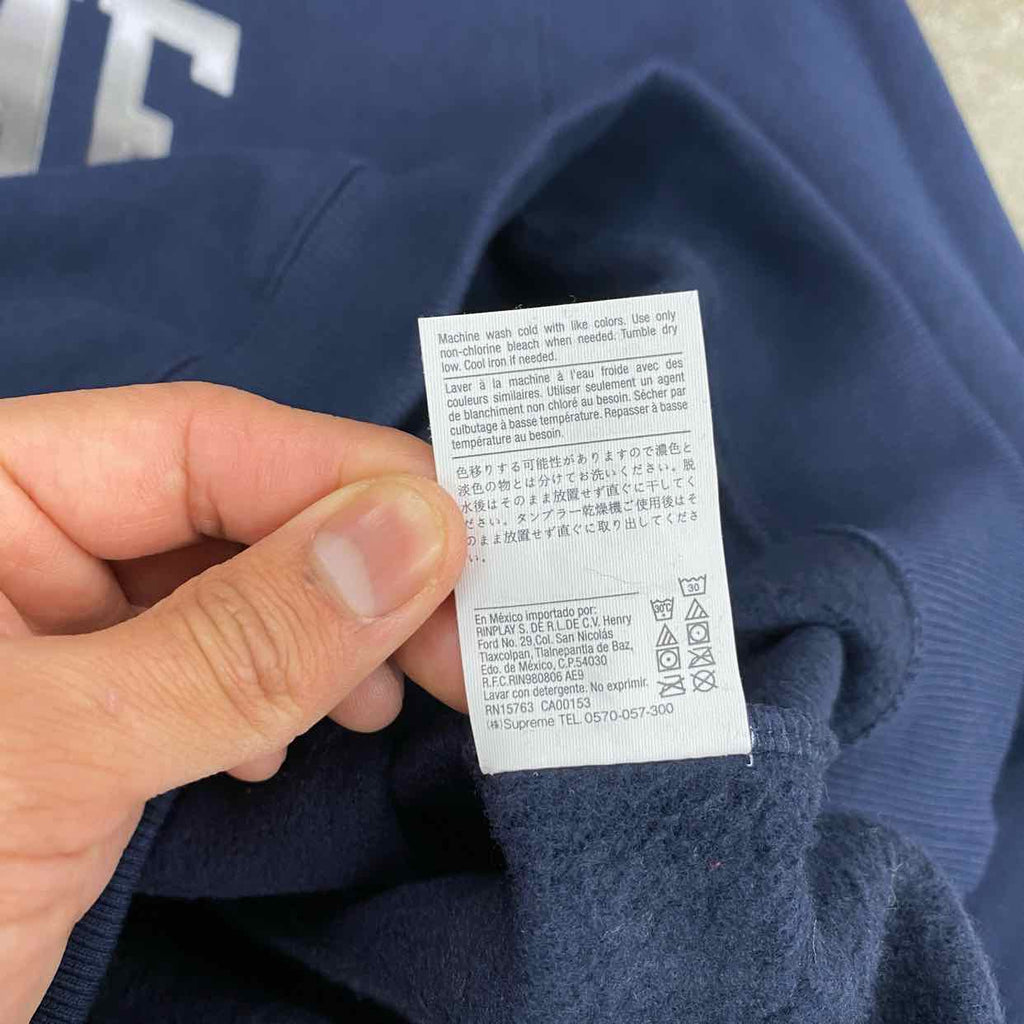 ME
Machine wash cold with like colors. Use only
non-chlorine bleach when needed. Tumble dry
low. Cool iron if needed.
Laver à la machine à l'eau froide avec des
couleurs similaires. Utiliser seulement un agent
de blanchiment non chloré au besoin. Sécher par
culbutage à basse température. Repasser à basse
température au besoin.
色移りする可能性がありますので濃色と
淡色の物とは分けてお洗いください。脱
水後はそのまま放置せず直ぐに干してく
ださい。タンブラー乾燥機ご使用後はそ
のまま放置せず直ぐに取り出してくださ
い。
30
30°C
En México importado por:
RINPLAY S. DE R.L.DE C.V. Henry
Ford No. 29,Col. San Nicolás
Tlaxcolpan, Tlalnepantla de Baz,
Edo. de México, C.P.54030
R.F.C.RIN980806 AE9
Lavar con detergente. No exprimir.
RN15763 CA00153
(株)Supreme TEL. 0570-057-300